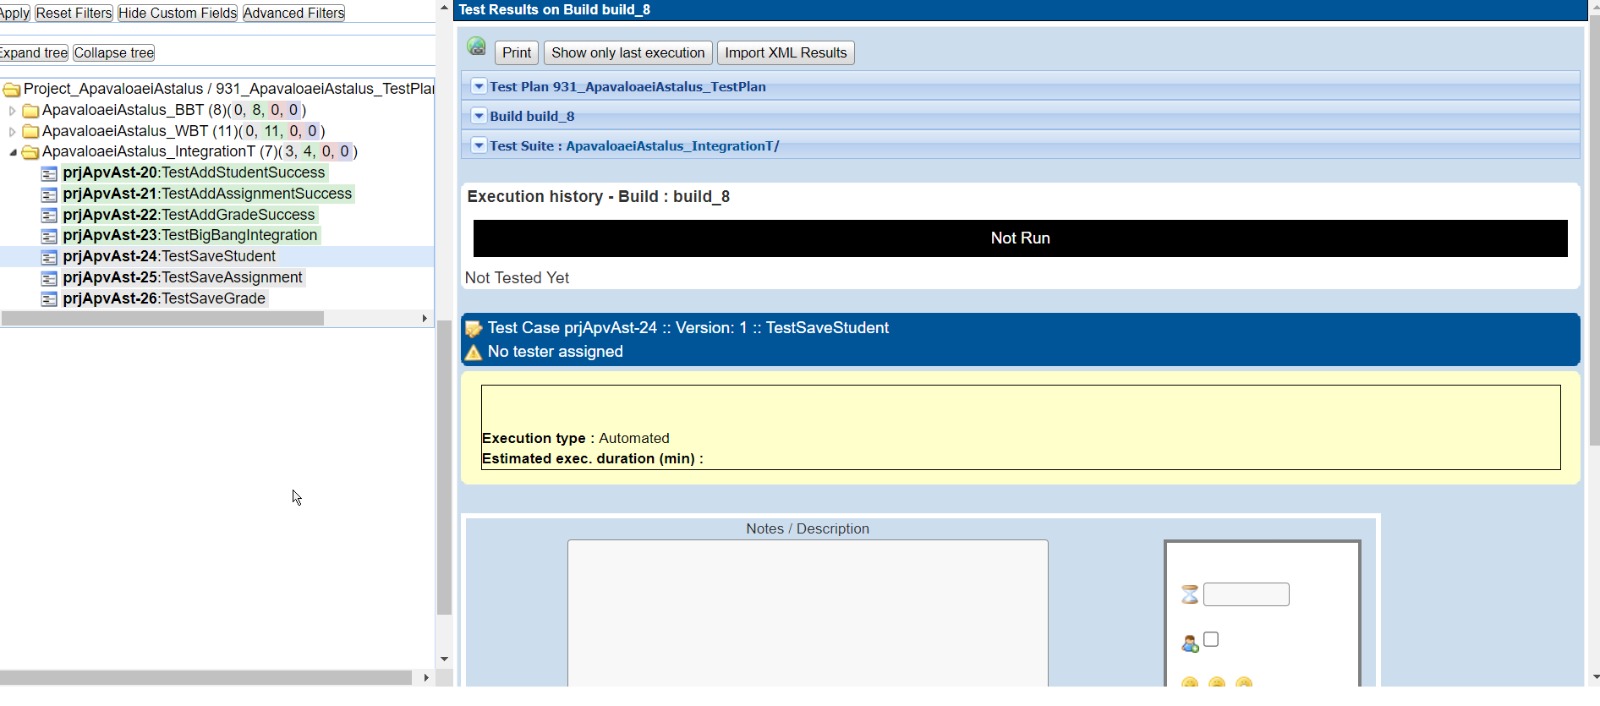 Apply Reset Filters Hide Custom Fields Advanced Filters
Expand tree Collapse tree
Project_ApavaloaeiAstalus / 931_ApavaloaeiAstalus_TestPlan
ApavaloaeiAstalus_BBT (8)(0, 8, 0, 0)
ApavaloaeiAstalus_WBT (11)(0, 11, 0, 0)
ApavaloaeiAstalus_IntegrationT (7)(3, 4, 0, 0)
prjApvAst-20:TestAddStudentSuccess
prjApvAst-21:TestAddAssignmentSuccess
prjApvAst-22:TestAddGradeSuccess
prjApvAst-23:TestBigBangIntegration
prjApvAst-24:TestSaveStudent
prjApvAst-25:TestSaveAssignment
prjApvAst-26:TestSaveGrade
Test Results on Build build_8
Print Show only last execution Import XML Results
Test Plan 931_ApavaloaeiAstalus_TestPlan
Build build_8
Test Suite : ApavaloaeiAstalus_IntegrationT/
Execution history - Build : build_8
Not Run
Not Tested Yet
Test Case prjApvAst-24 :: Version: 1 :: TestSaveStudent
No tester assigned
Execution type : Automated
Estimated exec. duration (min) :
Notes / Description